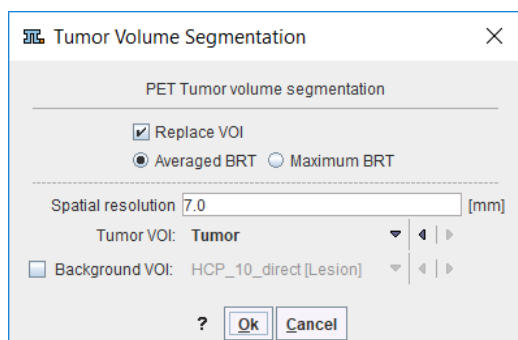 Tumor Volume Segmentation
PET Tumor volume segmentation
Replace VOI
Averaged BRT Maximum BRT
Spatial resolution 7.0 [mm]
Tumor VOI: Tumor
Background VOI: HCP_10_direct [Lesion]
? Ok Cancel